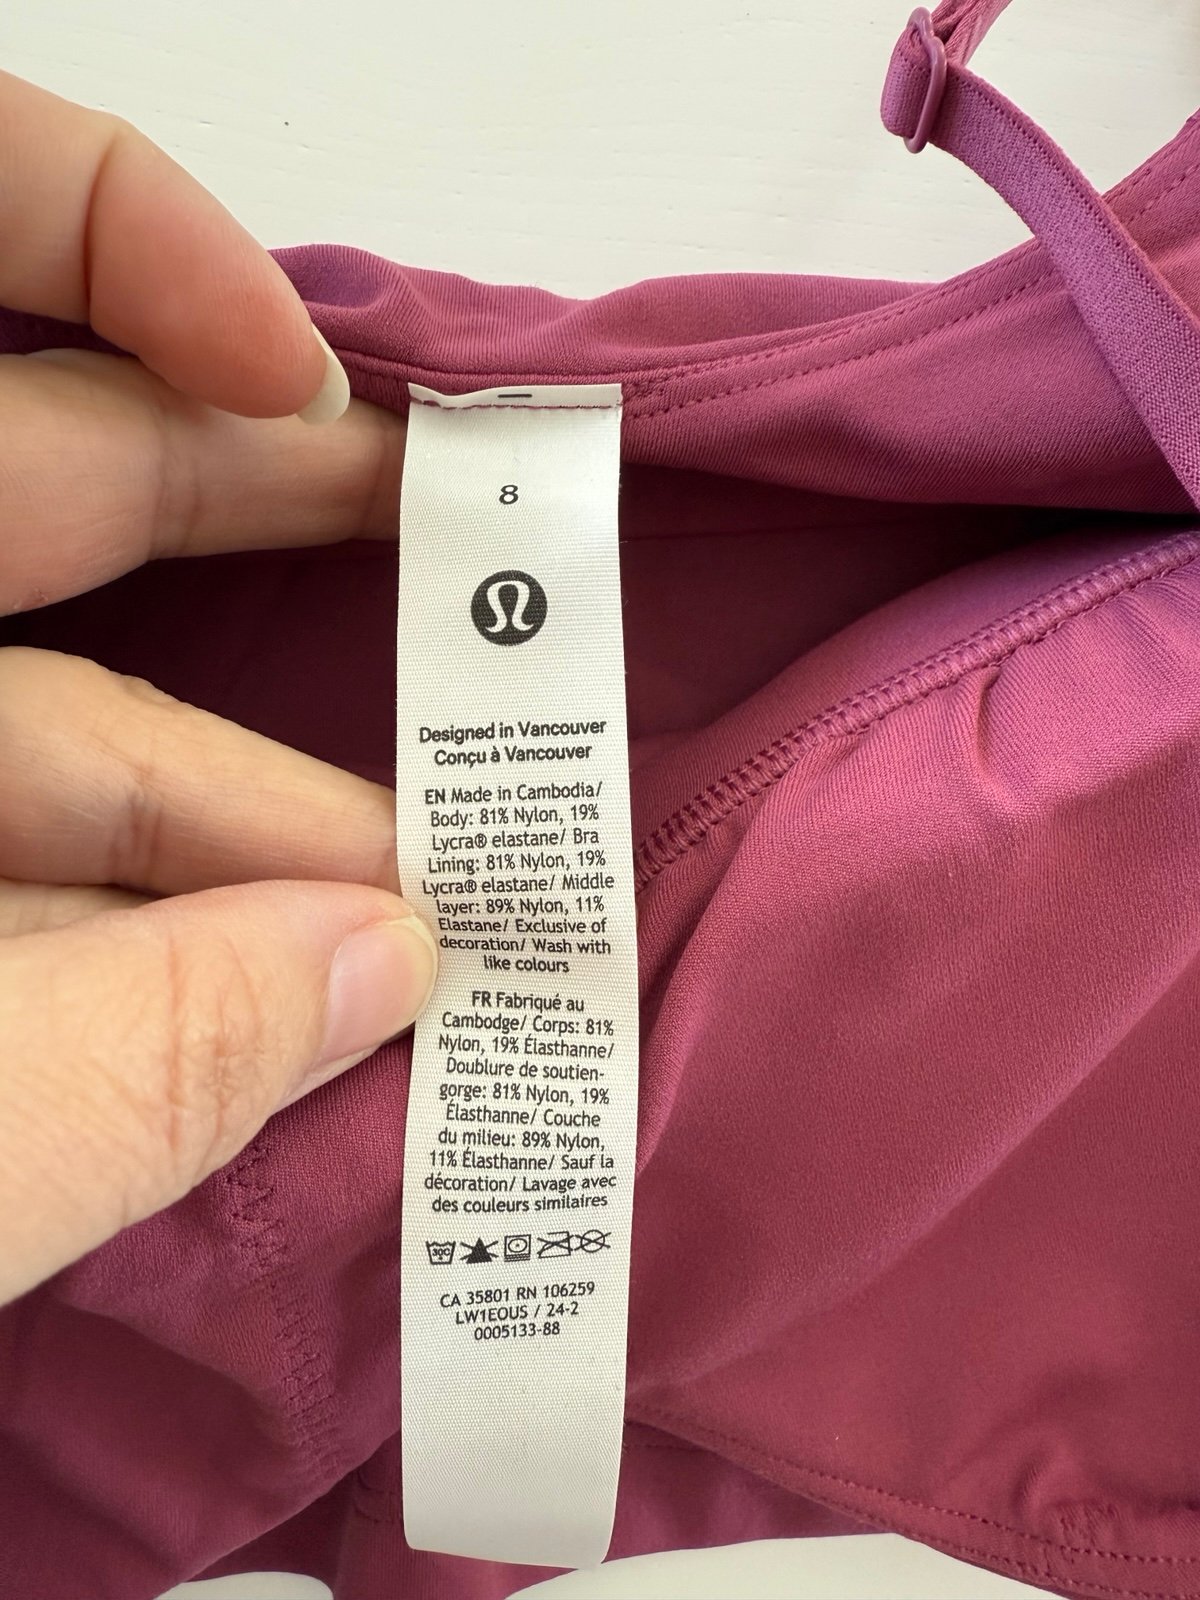 8
Designed in Vancouver
Conçu à Vancouver
EN Made in Cambodia/
Body: 81% Nylon, 19%
Lycra® elastane/ Bra
Lining: 81% Nylon, 19%
Lycra® elastane/ Middle
layer: 89% Nylon, 11%
Elastane/ Exclusive of
decoration/ Wash with
like colours
FR Fabriqué au
Cambodge/ Corps: 81%
Nylon, 19% Élasthanne/
Doublure de soutien-
gorge: 81% Nylon, 19%
Élasthanne/ Couche
du milieu: 89% Nylon,
11% Élasthanne/ Sauf la
décoration/ Lavage avec
des couleurs similaires
30C
CA 35801 RN 106259
LW1EOUS / 24-2
0005133-88